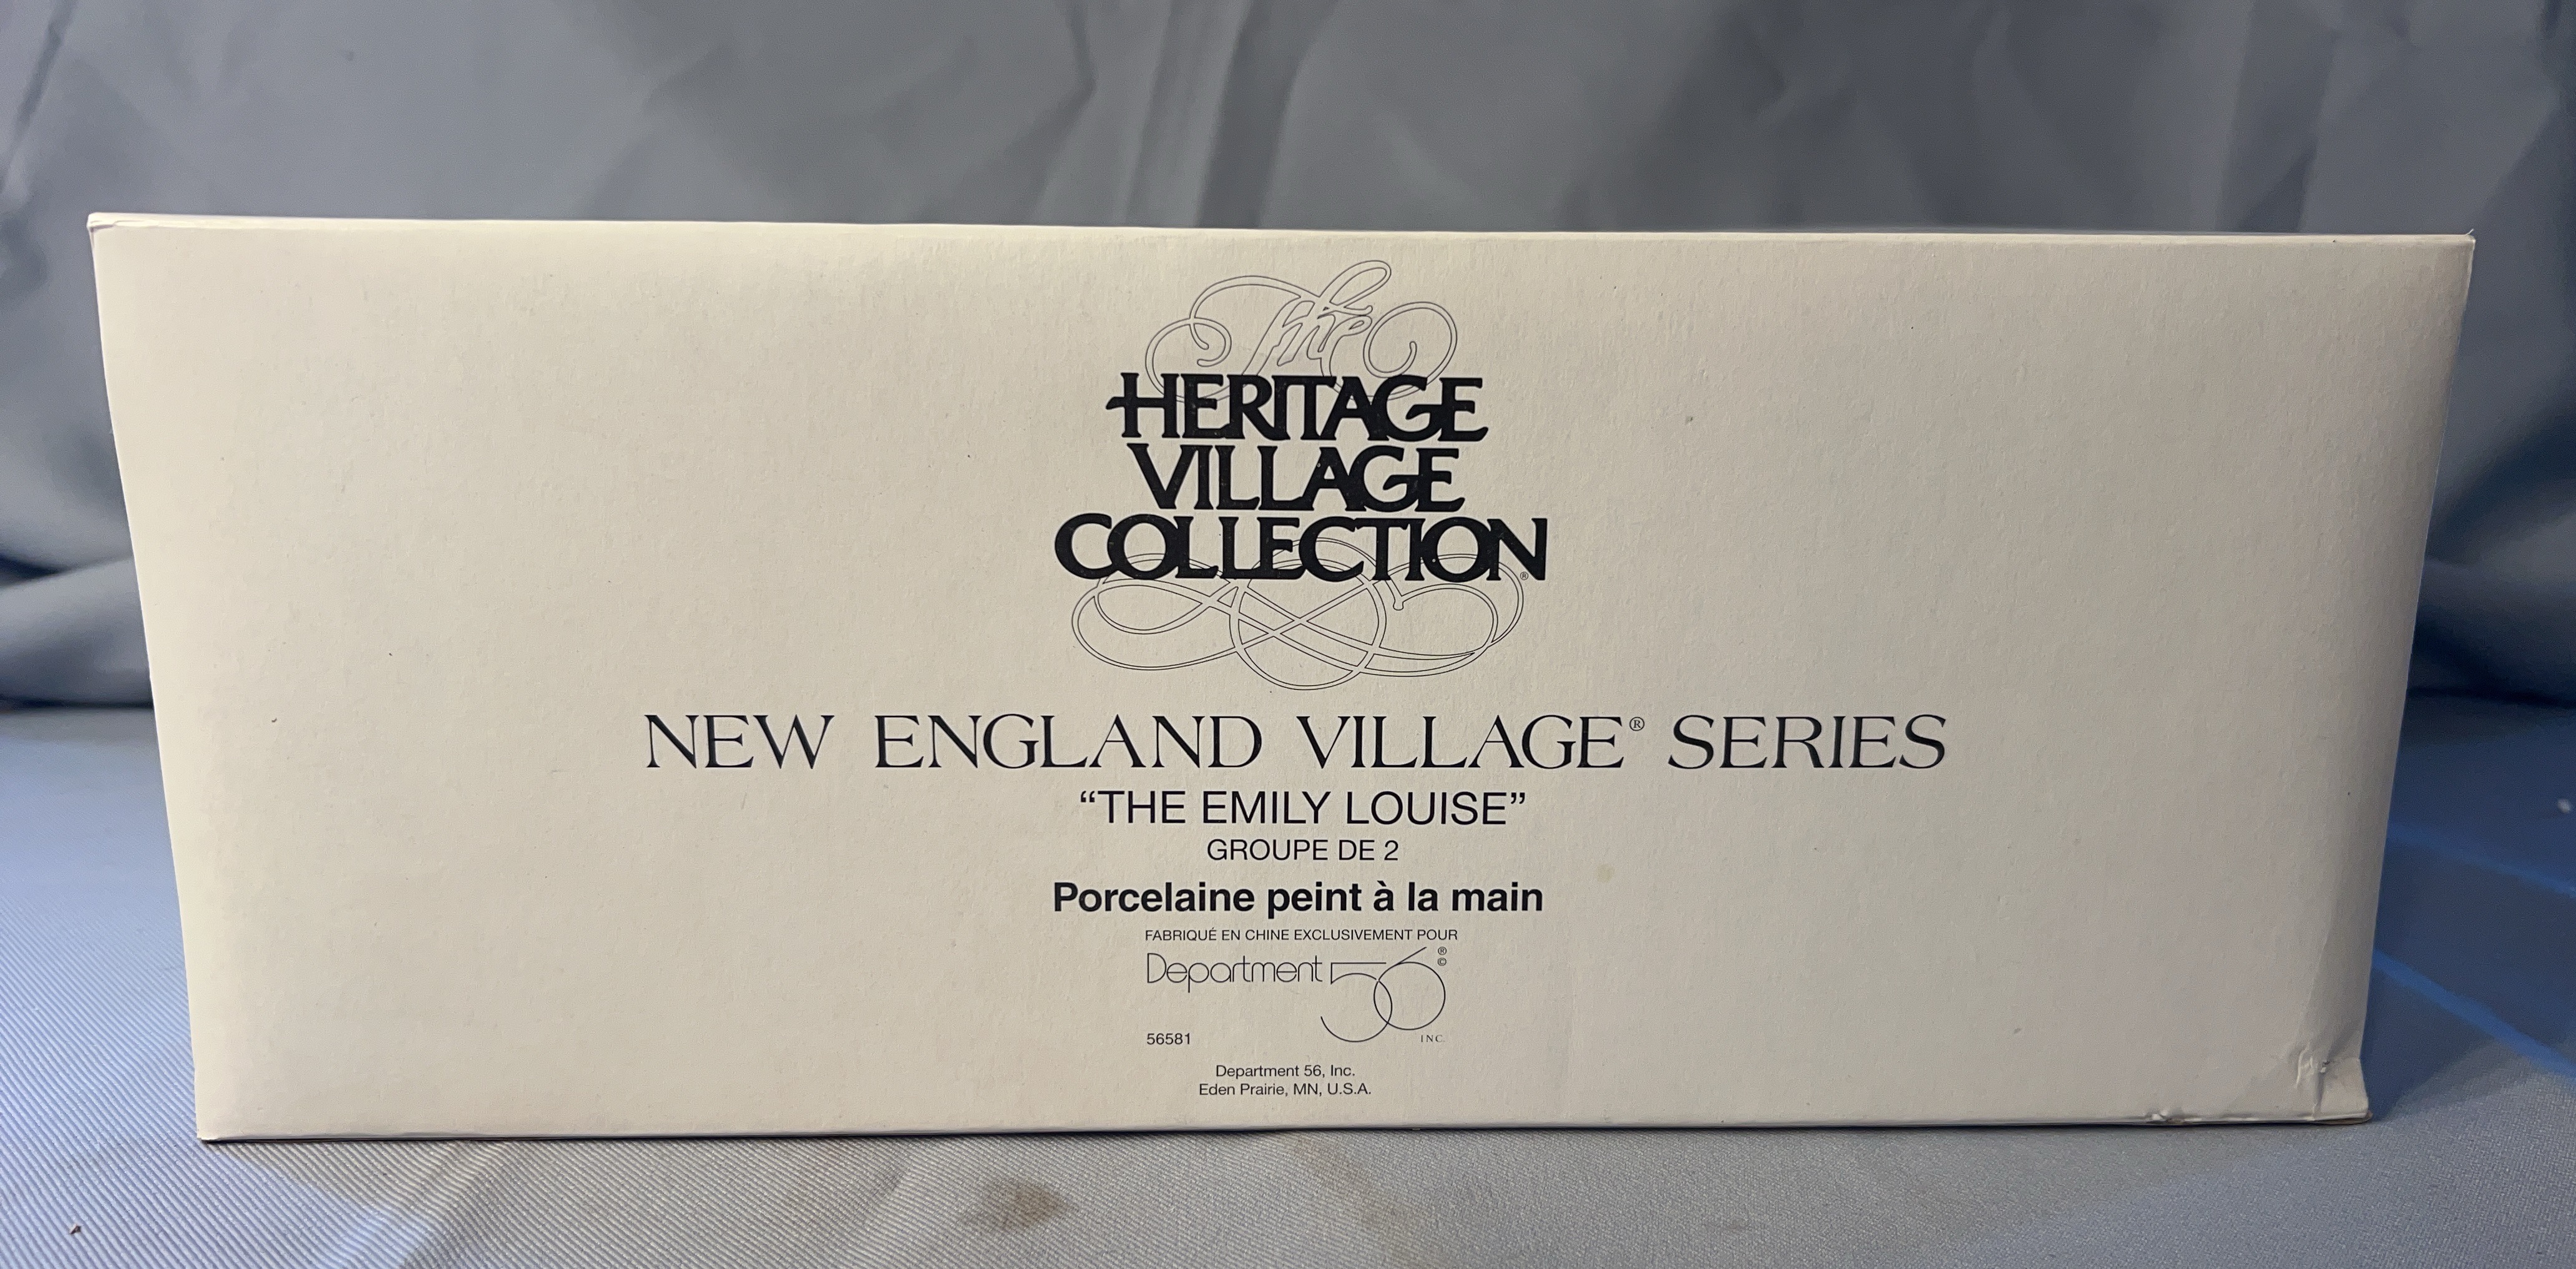 The
HERITAGE
VILLAGE
COLLECTION®
NEW ENGLAND VILLAGE® SERIES
“THE EMILY LOUISE”
GROUPE DE 2
Porcelaine peint à la main
FABRIQUÉ EN CHINE EXCLUSIVEMENT POUR
Department 56 ® ©
56581 INC.
Department 56, Inc.
Eden Prairie, MN, U.S.A.